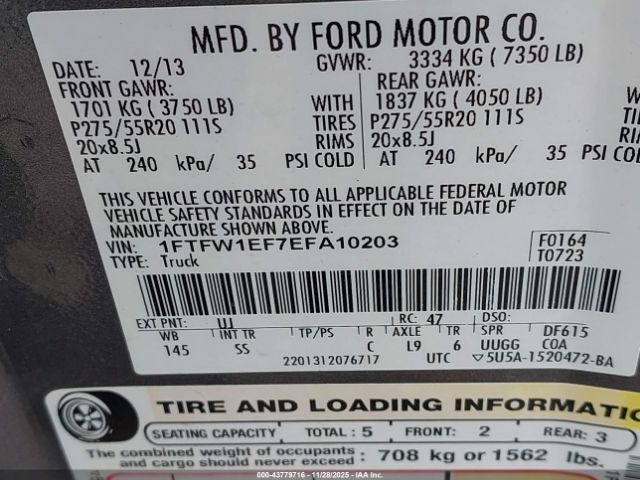 MFD. BY FORD MOTOR CO.
DATE: 12/13
GVWR: 3334 KG ( 7350 LB)
FRONT GAWR:
1701 KG ( 3750 LB) WITH
P275/55R20 111S TIRES
20x8.5J RIMS
AT 240 kPa/ 35 PSI COLD
REAR GAWR:
1837 KG ( 4050 LB) WITH
P275/55R20 111S TIRES
20x8.5J RIMS
AT 240 kPa/ 35 PSI COLD
THIS VEHICLE CONFORMS TO ALL APPLICABLE FEDERAL MOTOR
VEHICLE SAFETY STANDARDS IN EFFECT ON THE DATE OF
MANUFACTURE SHOWN ABOVE.
VIN: 1FTFW1EF7EFA10203
TYPE: Truck
F0164
T0723
EXT PNT: UJ RC: 47 DSO:
WB INT TR TP/PS R AXLE TR SPR DF615
145 SS C L9 6 UUGG COA
2201312076717 UTC ▽5U5A-1520472-BA
TIRE AND LOADING INFORMATIO
SEATING CAPACITY TOTAL : 5 FRONT: 2 REAR: 3
The combined weight of occupants
and cargo should never exceed : 708 kg or 1562 lbs.
000-43779716 - 11/28/2025 - IAA Inc.